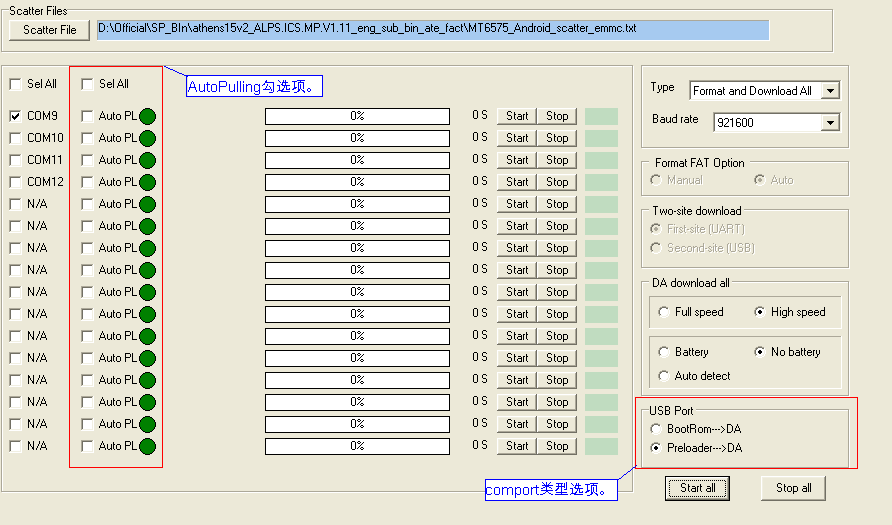 Scatter Files
Scatter File D:\Official\SP_BIn\athens15v2_ALPS.ICS.MP.V1.11_eng_sub_bin_ate_fact\MT6575_Android_scatter_emmc.txt
Sel All Sel All
AutoPulling勾选项。
COM9 Auto PL 0% 0 S Start Stop
COM10 Auto PL 0% 0 S Start Stop
COM11 Auto PL 0% 0 S Start Stop
COM12 Auto PL 0% 0 S Start Stop
N/A Auto PL 0% 0 S Start Stop
N/A Auto PL 0% 0 S Start Stop
N/A Auto PL 0% 0 S Start Stop
N/A Auto PL 0% 0 S Start Stop
N/A Auto PL 0% 0 S Start Stop
N/A Auto PL 0% 0 S Start Stop
N/A Auto PL 0% 0 S Start Stop
N/A Auto PL 0% 0 S Start Stop
N/A Auto PL 0% 0 S Start Stop
N/A Auto PL 0% 0 S Start Stop
N/A Auto PL 0% 0 S Start Stop
N/A Auto PL 0% 0 S Start Stop
Type Format and Download All
Baud rate 921600
Format FAT Option
Manual Auto
Two-site download
First-site (UART)
Second-site (USB)
DA download all
Full speed High speed
Battery No battery
Auto detect
USB Port
BootRom--->DA
Preloader--->DA
comport类型选项。
Start all Stop all